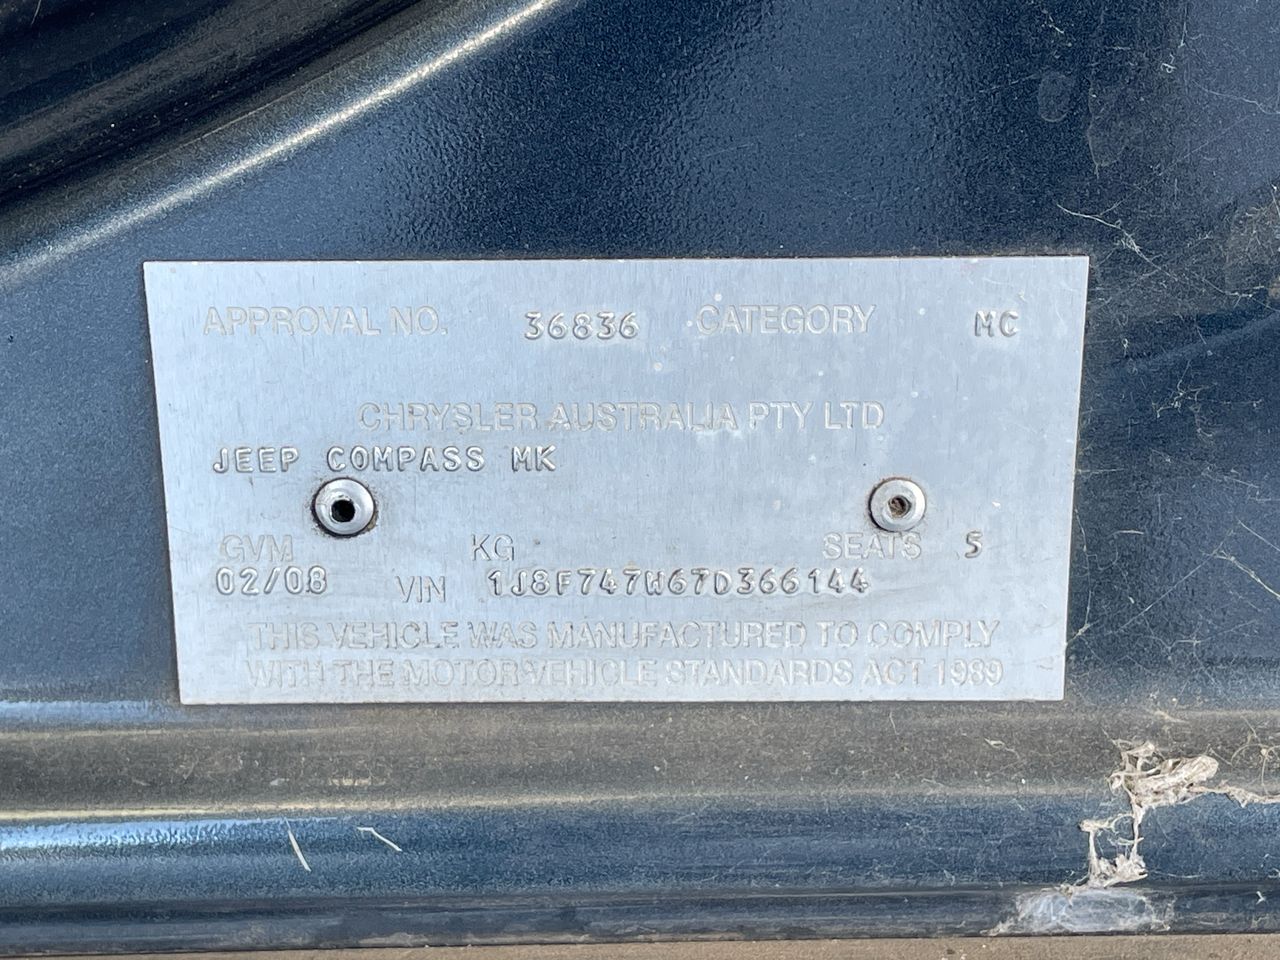 APPROVAL NO. 36836 CATEGORY MC
CHRYSLER AUSTRALIA PTY LTD
JEEP COMPASS MK
GVM KG SEATS 5
02/08 VIN 1J8F747W67D366144
THIS VEHICLE WAS MANUFACTURED TO COMPLY
WITH THE MOTOR VEHICLE STANDARDS ACT 1989